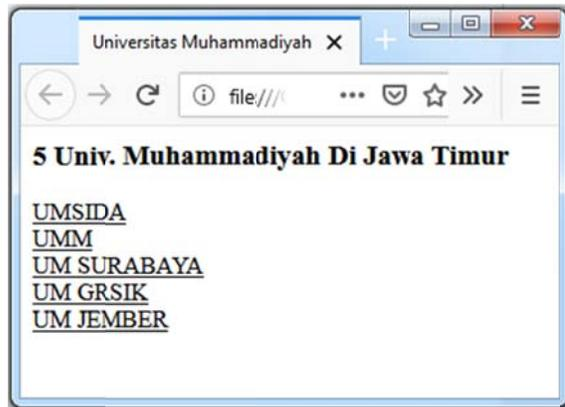 Universitas Muhammadiyah
file:///
5 Univ. Muhammadiyah Di Jawa Timur
UMSIDA
UMM
UM SURABAYA
UM GRSIK
UM JEMBER